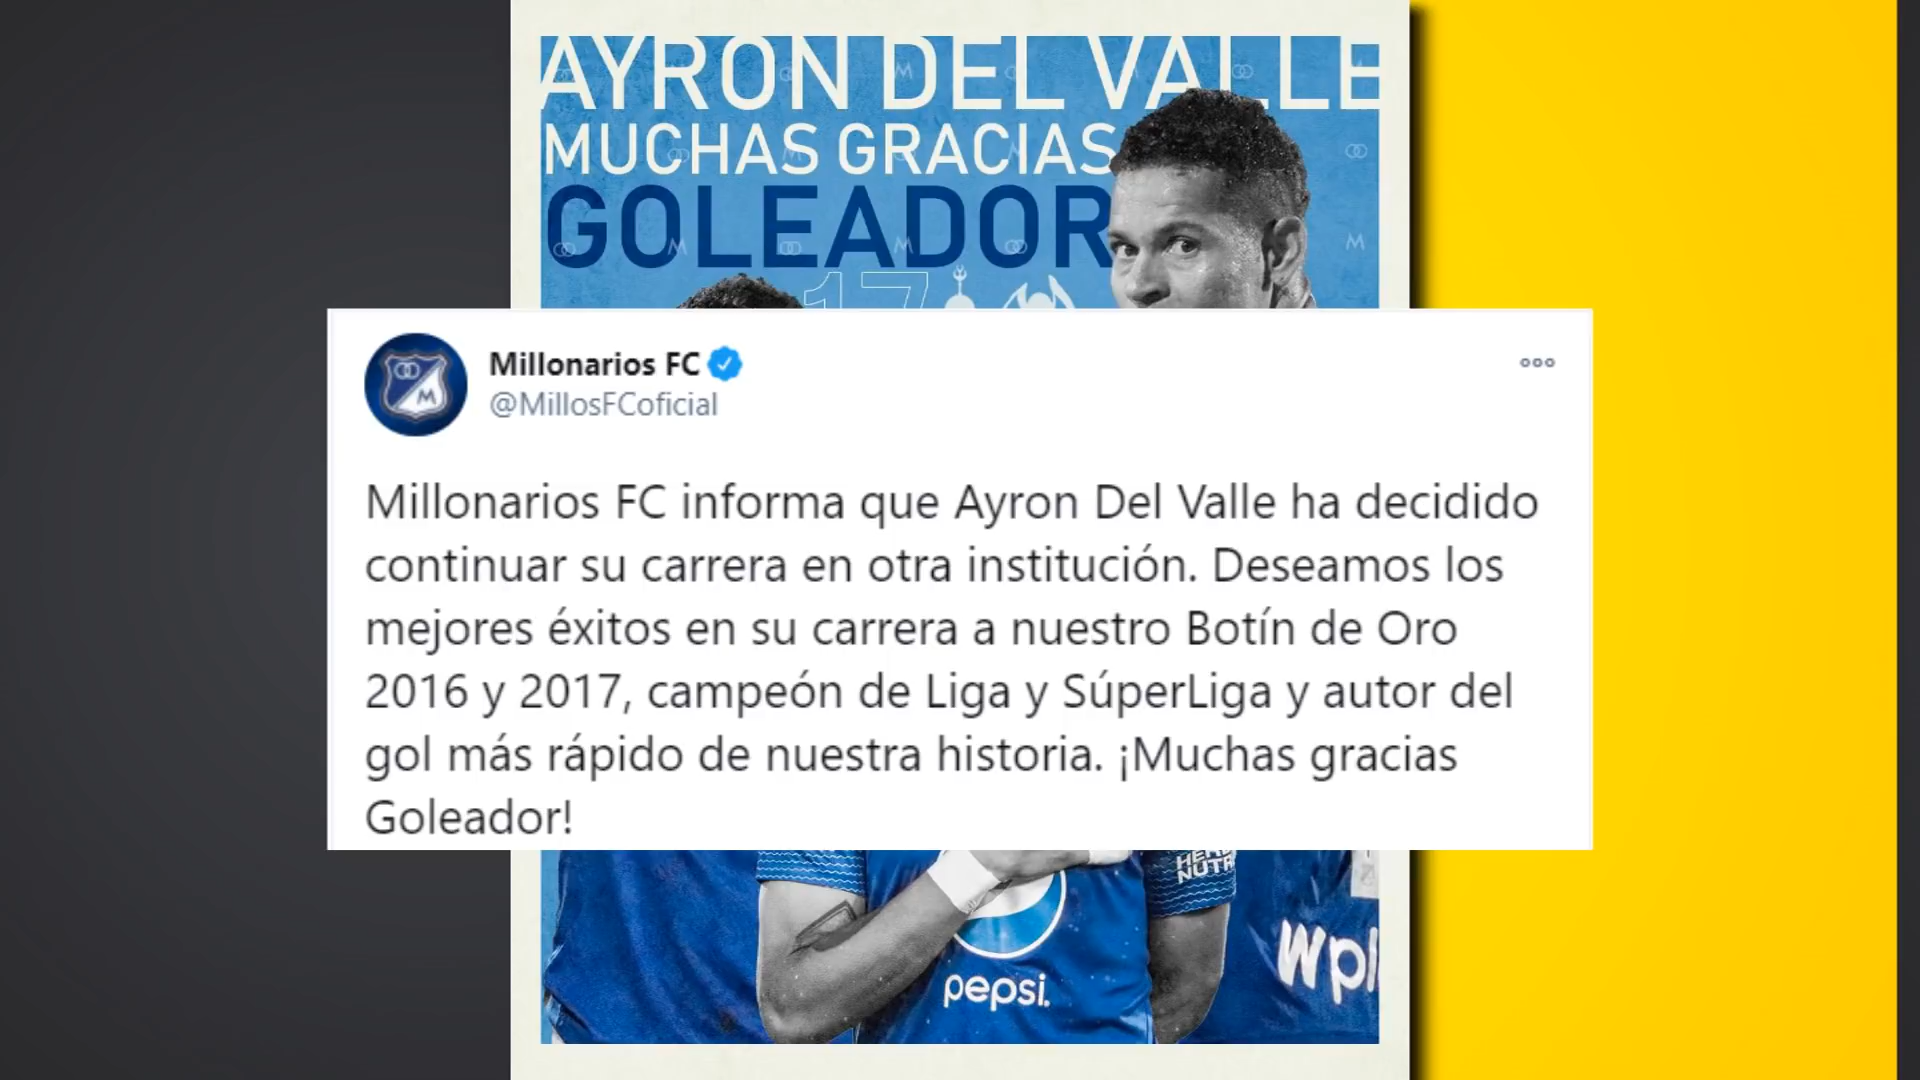 AYRON DEL VALLE
MUCHAS GRACIAS
GOLEADOR
17
Millonarios FC
@MillosFCoficial
Millonarios FC informa que Ayron Del Valle ha decidido
continuar su carrera en otra institución. Deseamos los
mejores éxitos en su carrera a nuestro Botín de Oro
2016 y 2017, campeón de Liga y SúperLiga y autor del
gol más rápido de nuestra historia. ¡Muchas gracias
Goleador!
pepsi.